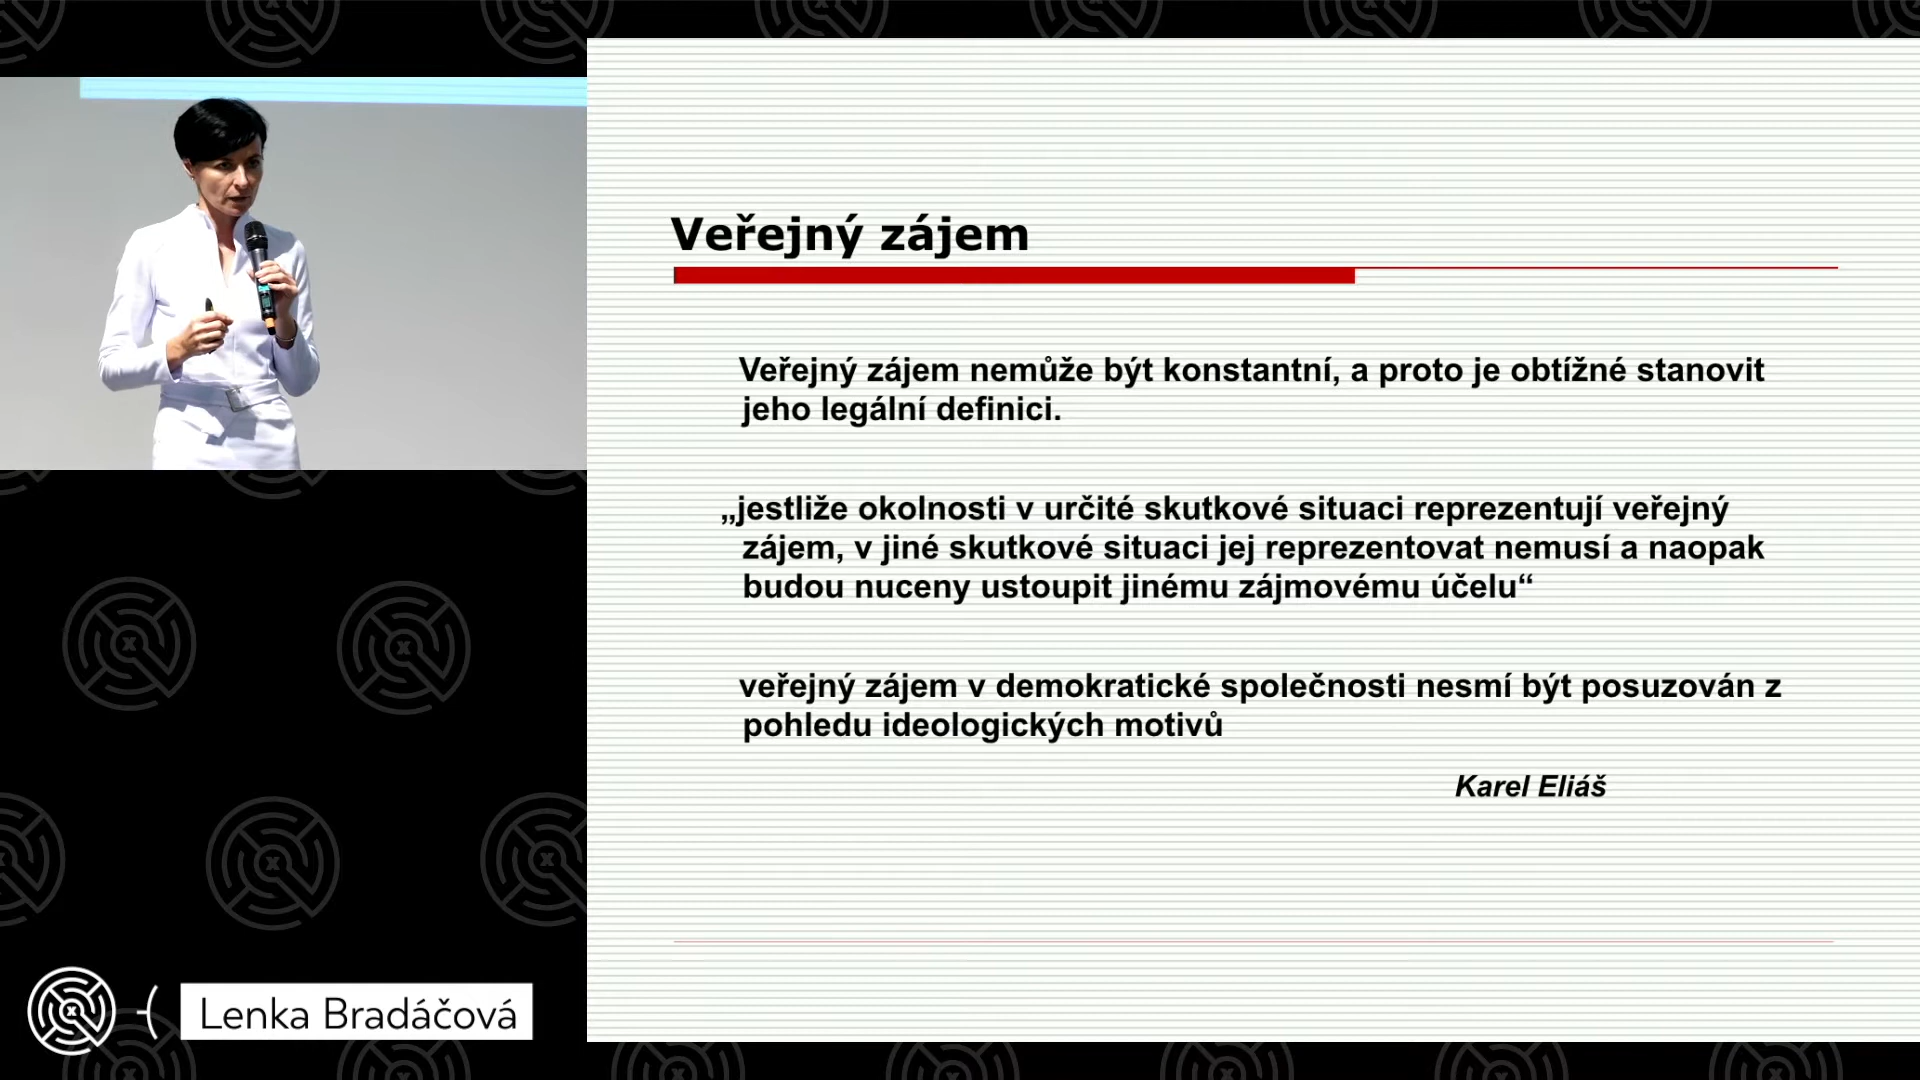 Veřejný zájem
Veřejný zájem nemůže být konstantní, a proto je obtížné stanovit
jeho legální definici.
„jestliže okolnosti v určité skutkové situaci reprezentují veřejný
zájem, v jiné skutkové situaci jej reprezentovat nemusí a naopak
budou nuceny ustoupit jinému zájmovému účelu“
veřejný zájem v demokratické společnosti nesmí být posuzován z
pohledu ideologických motivů
Karel Eliáš
Lenka Bradáčová